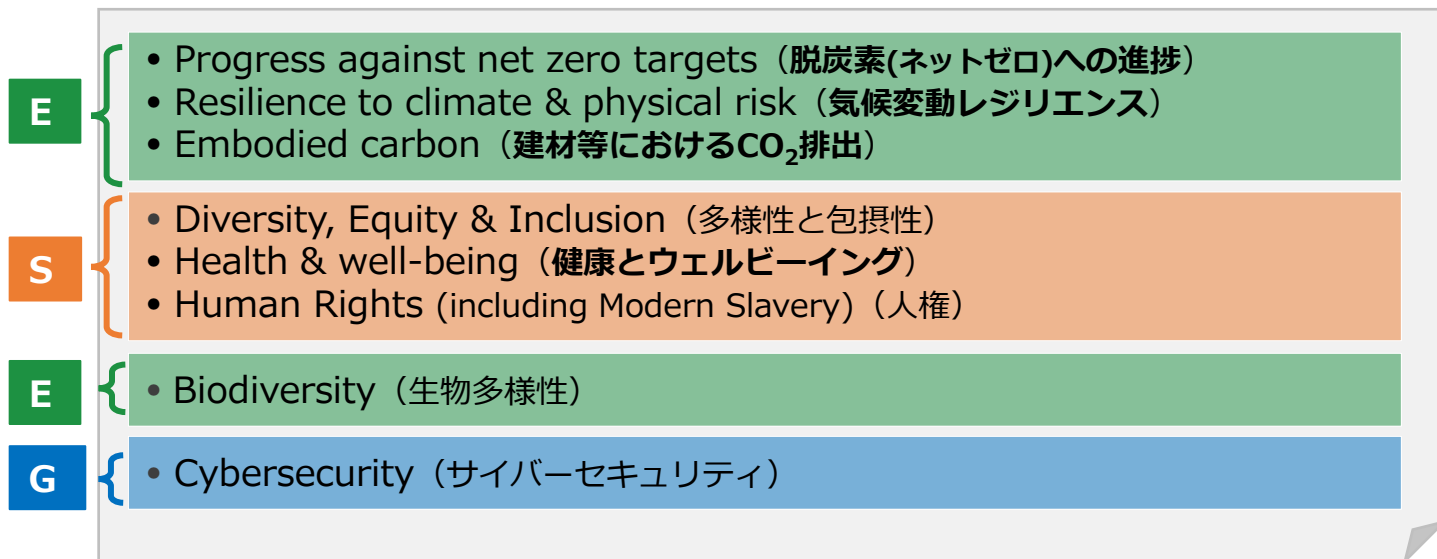 E
• Progress against net zero targets（脱炭素(ネットゼロ)への進捗）
• Resilience to climate & physical risk（気候変動レジリエンス）
• Embodied carbon（建材等におけるCO₂排出）
S
• Diversity, Equity & Inclusion（多様性と包摂性）
• Health & well-being（健康とウェルビーイング）
• Human Rights (including Modern Slavery)（人権）
E
• Biodiversity（生物多様性）
G
• Cybersecurity（サイバーセキュリティ）